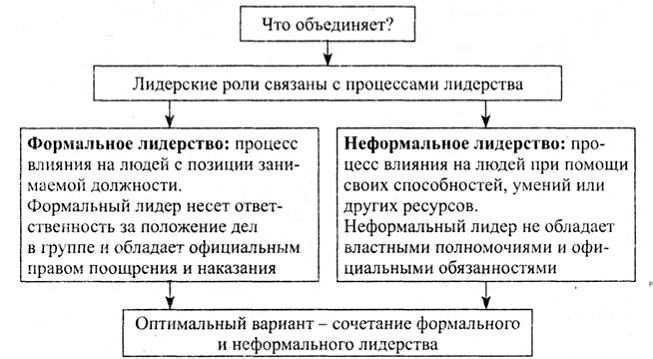 Что объединяет?
Лидерские роли связаны с процессами лидерства
Формальное лидерство: процесс
влияния на людей с позиции зани-
маемой должности.
Формальный лидер несет ответ-
ственность за положение дел
в группе и обладает официальным
правом поощрения и наказания
Неформальное лидерство: про-
цесс влияния на людей при помощи
своих способностей, умений или
других ресурсов.
Неформальный лидер не обладает
властными полномочиями и офи-
циальными обязанностями
Оптимальный вариант – сочетание формального
и неформального лидерства